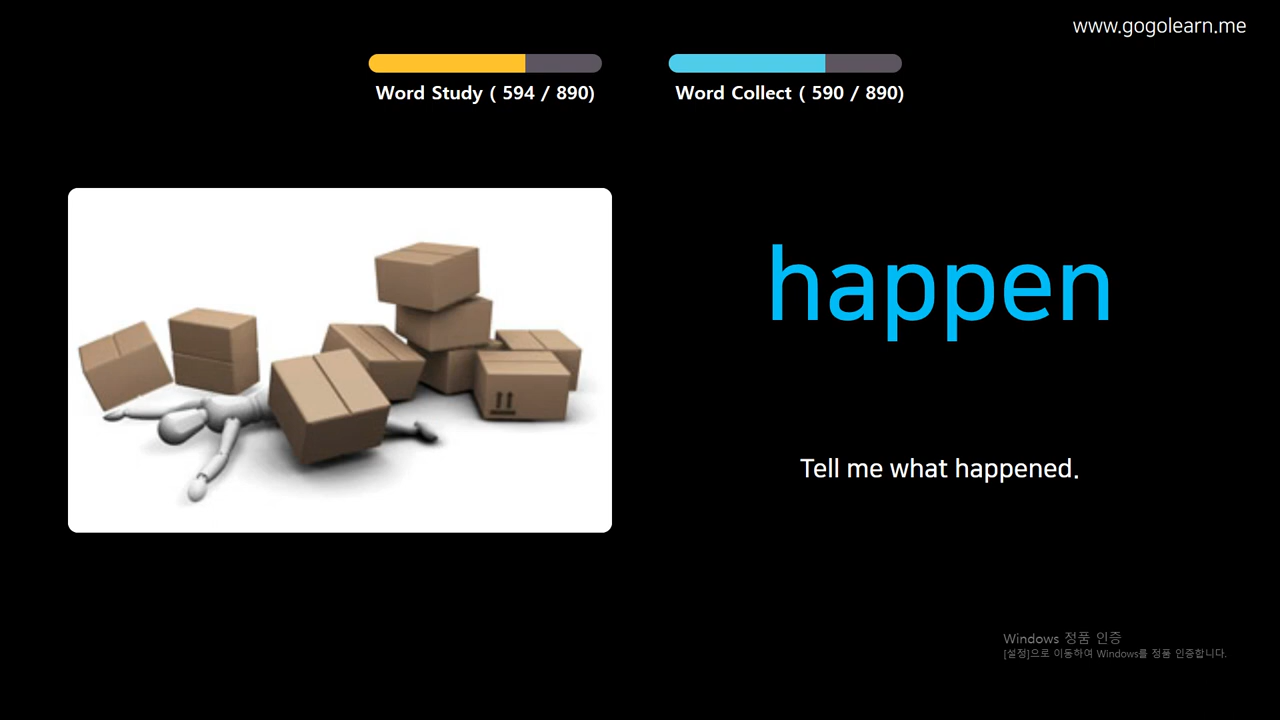 www.gogolearn.me
Word Study ( 594 / 890)
Word Collect ( 590 / 890)
happen
Tell me what happened.
Windows 정품 인증
[설정]으로 이동하여 Windows를 정품 인증합니다.